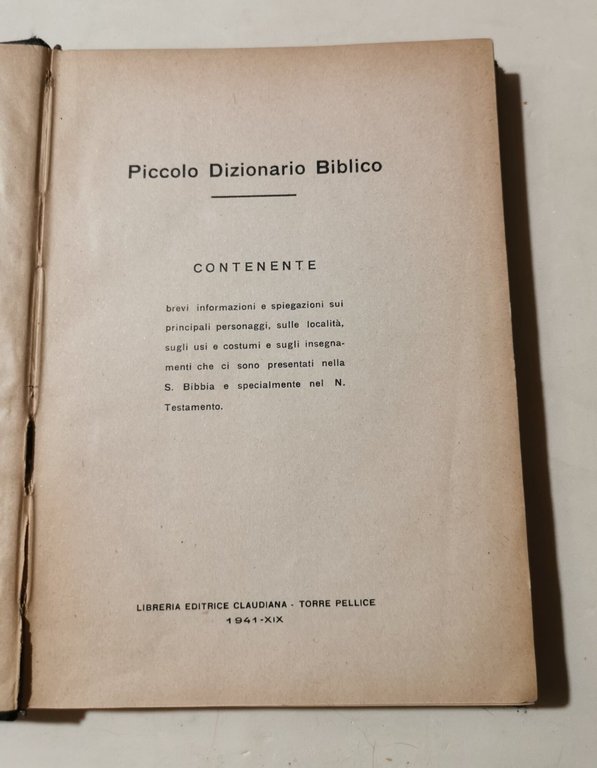 Piccolo Dizionario Biblico
CONTENENTE
brevi informazioni e spiegazioni sui
principali personaggi, sulle località,
sugli usi e costumi e sugli insegna-
menti che ci sono presentati nella
S. Bibbia e specialmente nel N.
Testamento.
LIBRERIA EDITRICE CLAUDIANA - TORRE PELLICE
1941-XIX